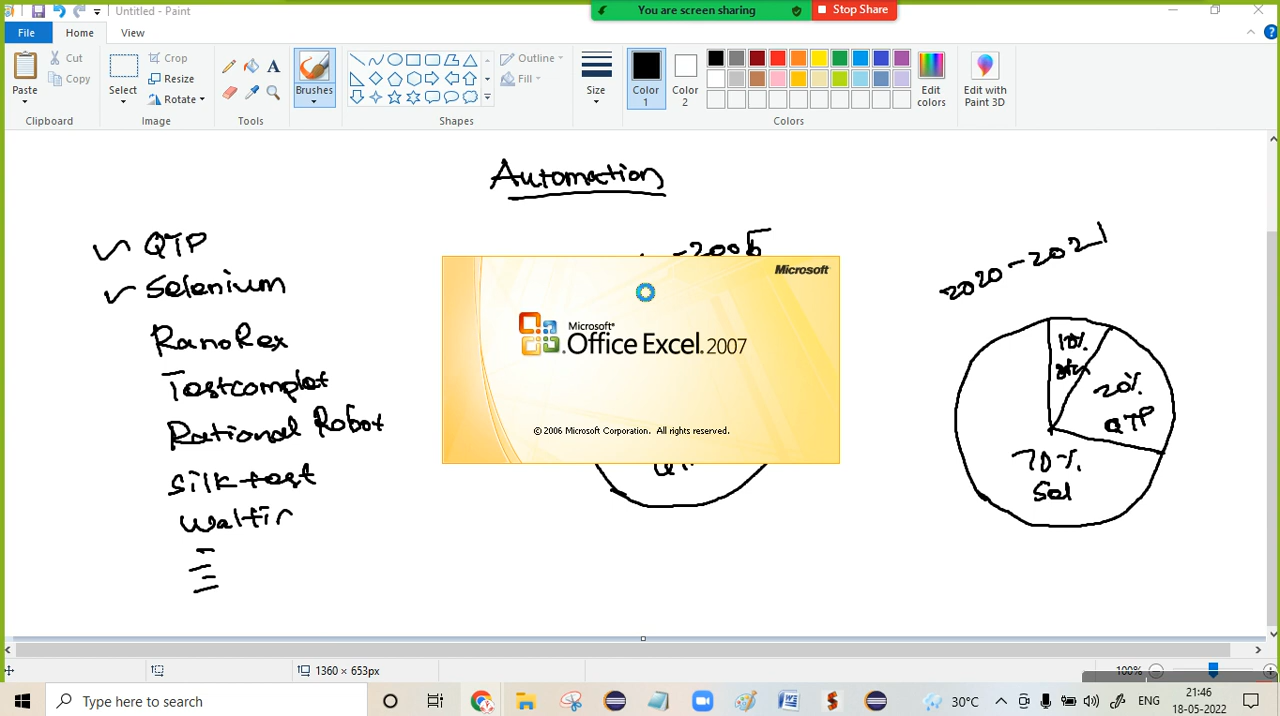 Untitled - Paint
You are screen sharing
Stop Share
File
Home
View
Paste
Cut
Copy
Clipboard
Select
Crop
Resize
Rotate
Image
A
Tools
Brushes
Outline
Fill
Shapes
Size
Color 1
Color 2
Edit colors
Colors
Edit with Paint 3D
Automation
QTP
Selenium
RanoRex
Testcomplet
Rational Robot
Silk test
Waltir
2020-2021
10%
20%
QTP
70%
Sel
Microsoft
Microsoft®
Office Excel 2007
© 2006 Microsoft Corporation. All rights reserved.
1360 × 653px
100%
Type here to search
30°C
ENG
21:46
18-05-2022